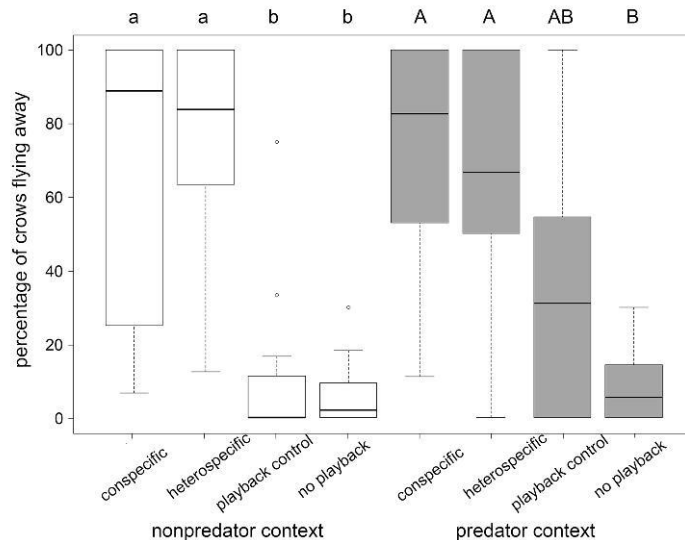 a a b b A A AB B
percentage of crows flying away
100
80
60
40
20
0
conspecific heterospecific playback control no playback conspecific heterospecific playback control no playback
nonpredator context predator context